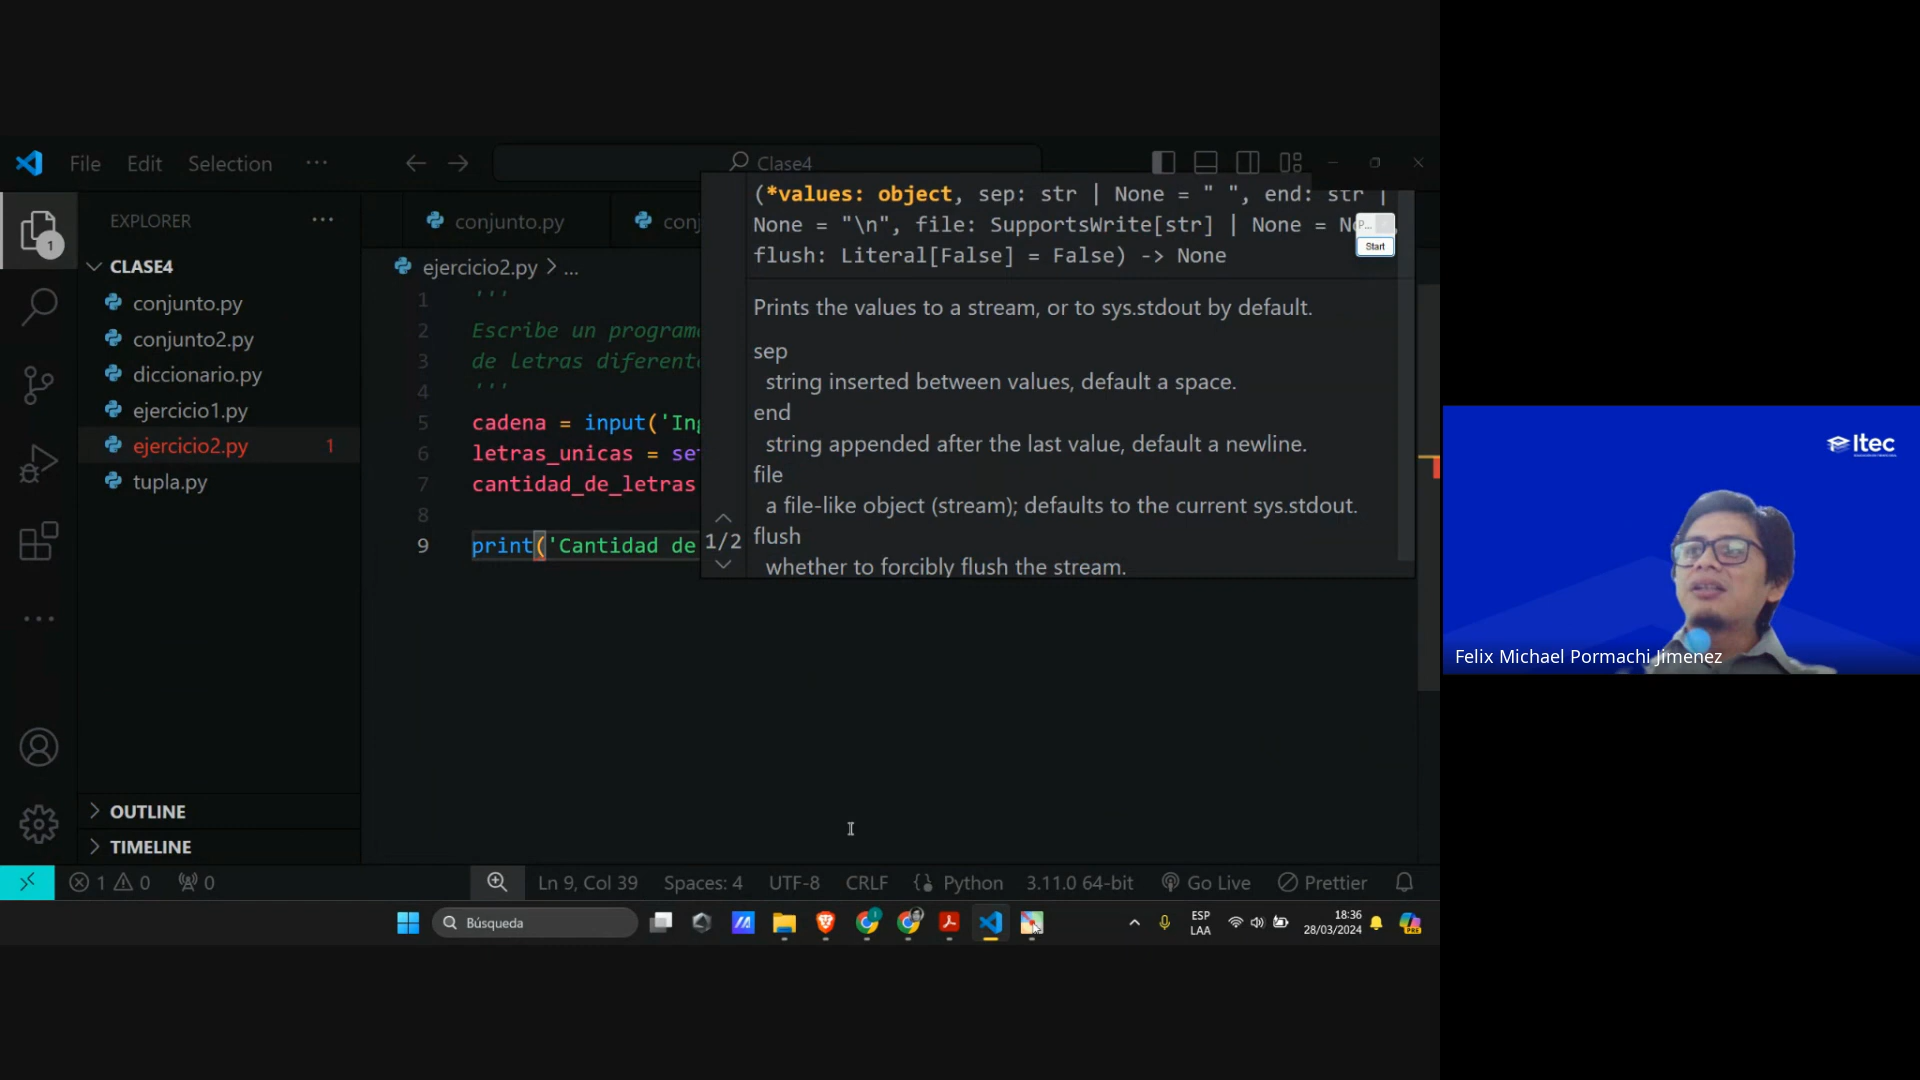 File Edit Selection ···
Clase4
EXPLORER ···
CLASE4
conjunto.py
conjunto2.py
diccionario.py
ejercicio1.py
ejercicio2.py 1
tupla.py
OUTLINE
TIMELINE
1
conjunto.py
conj
ejercicio2.py > ...
1 '''
2 Escribe un programa
3 de Letras diferent
4 '''
5 cadena = input('In
6 letras_unicas = se
7 cantidad_de_letras
8
9 print('Cantidad de
(*values: object, sep: str | None = " ", end: str |
None = "\n", file: SupportsWrite[str] | None =
flush: Literal[False] = False) -> None
P...
Start
Prints the values to a stream, or to sys.stdout by default.
sep
string inserted between values, default a space.
end
string appended after the last value, default a newline.
file
a file-like object (stream); defaults to the current sys.stdout.
1/2
flush
whether to forcibly flush the stream.
1 0 0 Ln 9, Col 39 Spaces: 4 UTF-8 CRLF Python 3.11.0 64-bit Go Live Prettier
Búsqueda
ESP
LAA
18:36
28/03/2024
PRE
Itec
Felix Michael Pormachi Jimenez